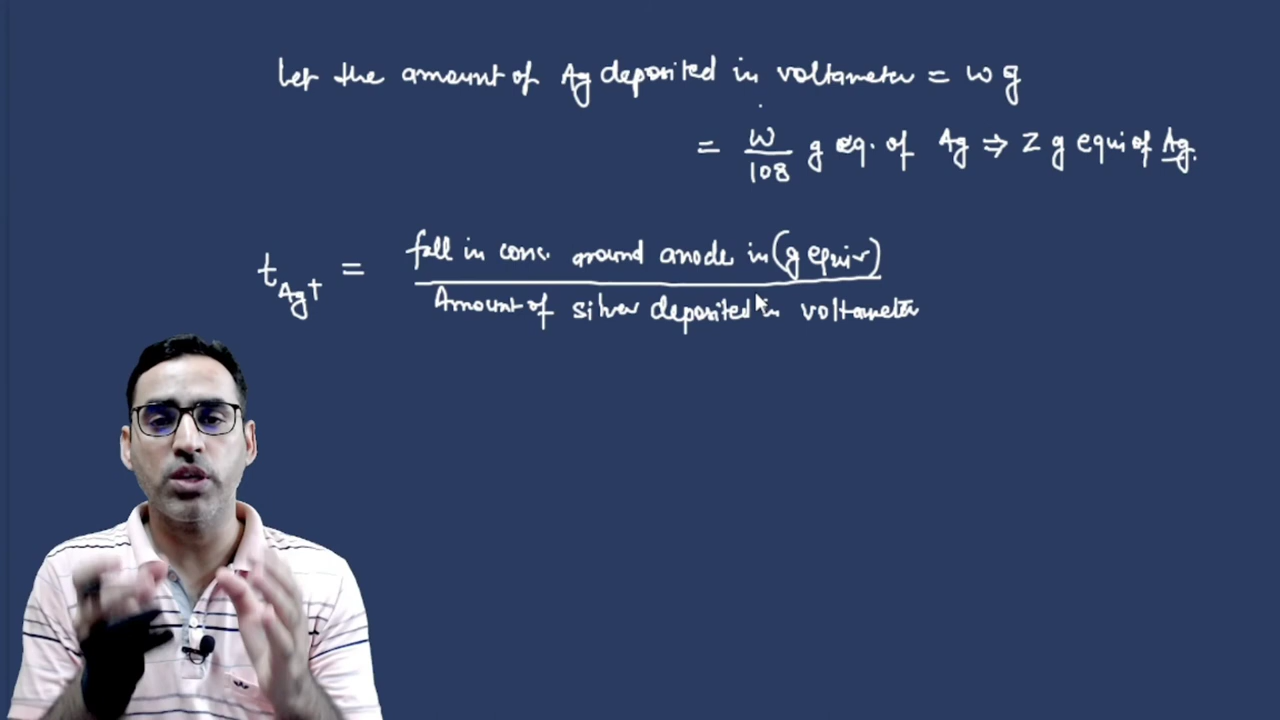 Let the amount of Ag deposited in voltameter = w g
= w/108 g eq. of Ag ⇒ z g equi of Ag.
t_Ag+ = fall in conc. around anode in (g equiv) / Amount of silver deposited in voltameter